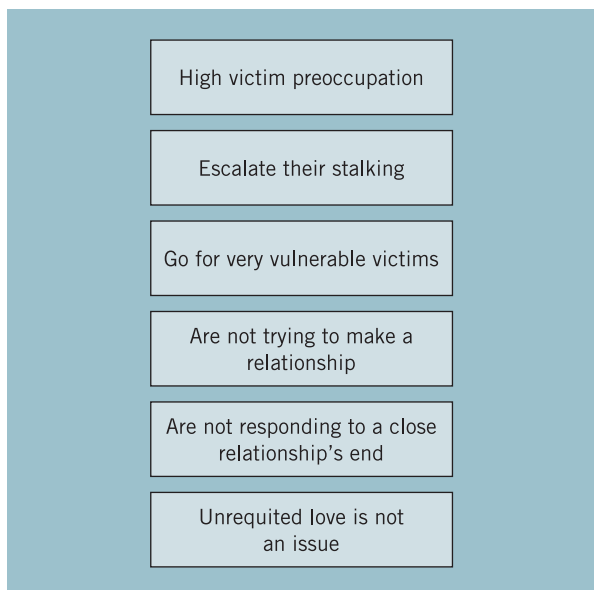 High victim preoccupation
Escalate their stalking
Go for very vulnerable victims
Are not trying to make a
relationship
Are not responding to a close
relationship's end
Unrequited love is not
an issue